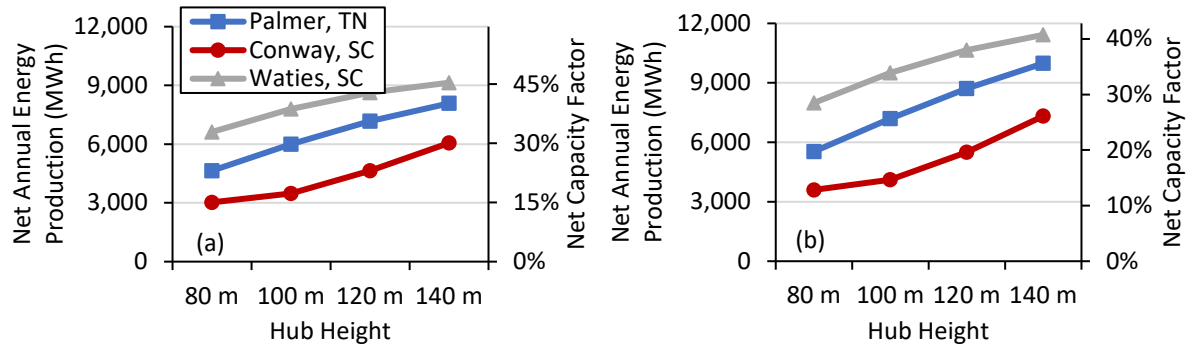 Net Annual Energy
Production (MWh)
12,000
9,000
6,000
3,000
0
Palmer, TN
Conway, SC
Waties, SC
(a)
45%
30%
15%
0%
Net Capacity Factor
80 m 100 m 120 m 140 m
Hub Height
Net Annual Energy
Production (MWh)
12,000
9,000
6,000
3,000
0
(b)
40%
30%
20%
10%
0%
Net Capacity Factor
80 m 100 m 120 m 140 m
Hub Height